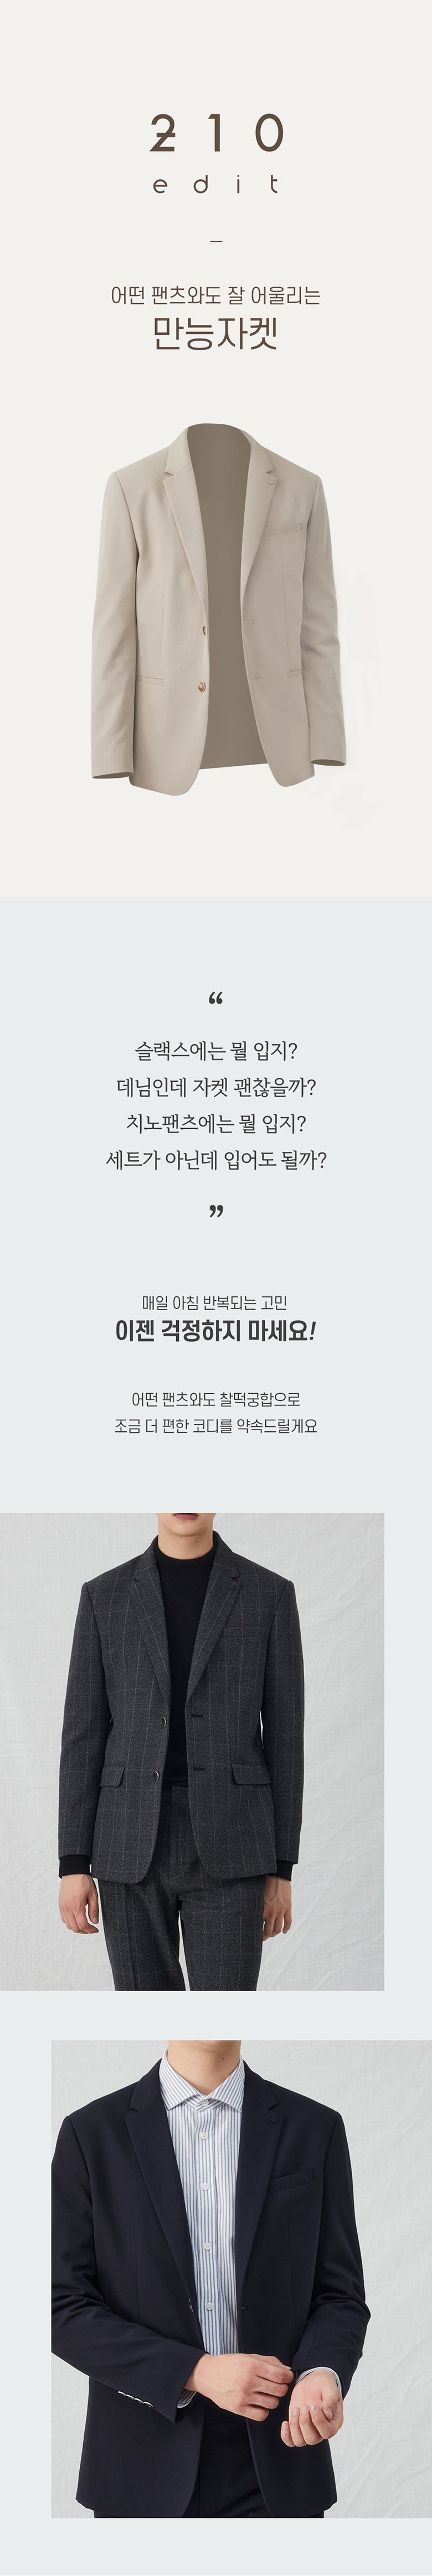 210
edit
어떤 팬츠와도 잘 어울리는
만능자켓
“
슬랙스에는 뭘 입지?
데님인데 자켓 괜찮을까?
치노팬츠에는 뭘 입지?
세트가 아닌데 입어도 될까?
”
매일 아침 반복되는 고민
이젠 걱정하지 마세요!
어떤 팬츠와도 찰떡궁합으로
조금 더 편한 코디를 약속드릴게요